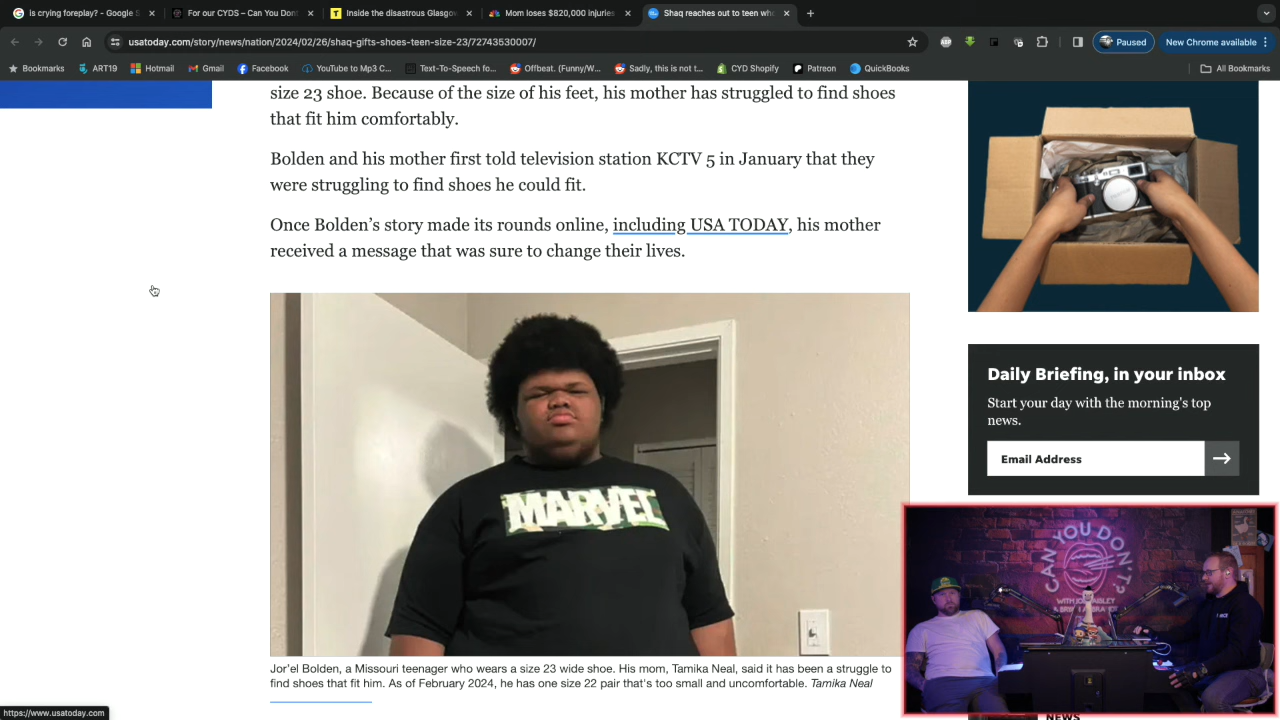 is crying foreplay? - Google S
For our CYDS – Can You Don'
Inside the disastrous Glasgow
Mom loses $820,000 injuries
Shaq reaches out to teen who
usatoday.com/story/news/nation/2024/02/26/shaq-gifts-shoes-teen-size-23/72743530007/
Paused
New Chrome available
Bookmarks
ART19
Hotmail
Gmail
Facebook
YouTube to Mp3 C...
Text-To-Speech fo...
Offbeat. (Funny/W...
Sadly, this is not t...
CYD Shopify
Patreon
QuickBooks
All Bookmarks
size 23 shoe. Because of the size of his feet, his mother has struggled to find shoes
that fit him comfortably.
Bolden and his mother first told television station KCTV 5 in January that they
were struggling to find shoes he could fit.
Once Bolden’s story made its rounds online, including USA TODAY, his mother
received a message that was sure to change their lives.
MARVEL
Jor'el Bolden, a Missouri teenager who wears a size 23 wide shoe. His mom, Tamika Neal, said it has been a struggle to
find shoes that fit him. As of February 2024, he has one size 22 pair that's too small and uncomfortable. Tamika Neal
Daily Briefing, in your inbox
Start your day with the morning's top
news.
Email Address
CAN YOU DON'T?
NEWS
https://www.usatoday.com